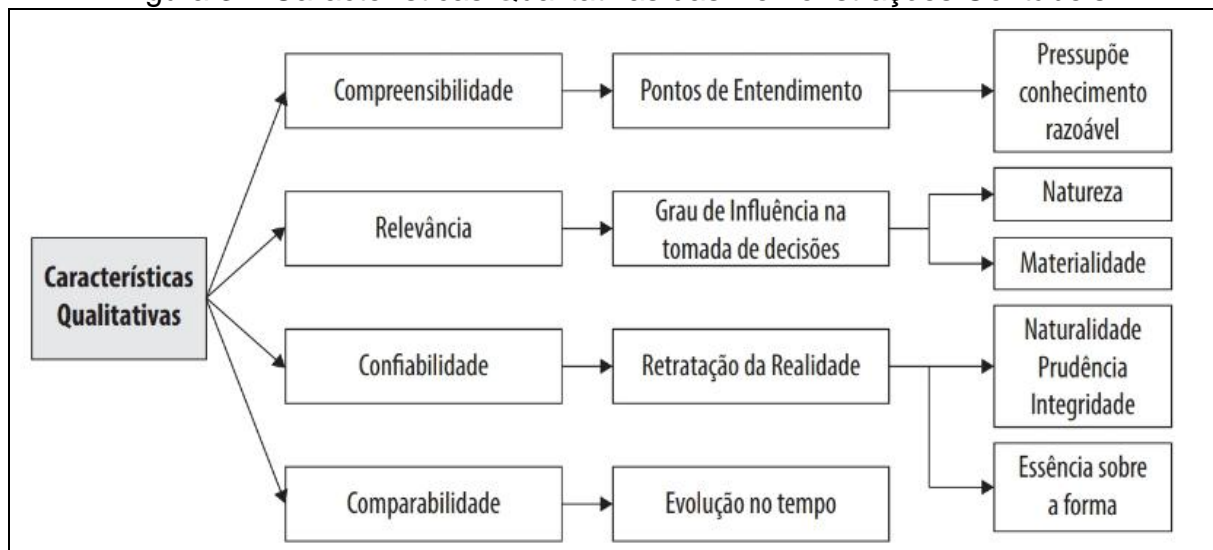 Compreensibilidade
Pontos de Entendimento
Pressupõe
conhecimento
razoável
Relevância
Grau de Influência na
tomada de decisões
Natureza
Materialidade
Características
Qualitativas
Confiabilidade
Retratação da Realidade
Naturalidade
Prudência
Integridade
Essência sobre
a forma
Comparabilidade
Evolução no tempo